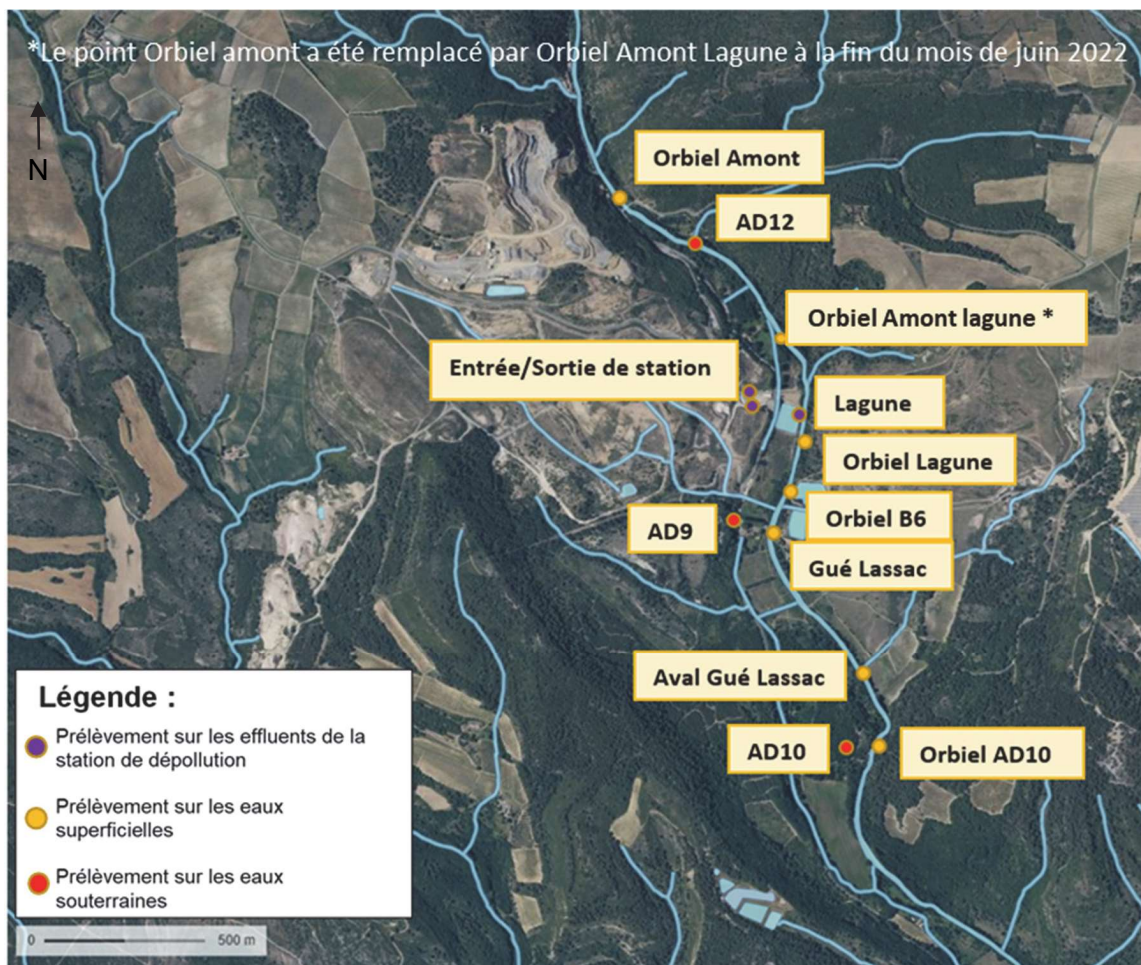 *Le point Orbiel amont a été remplacé par Orbiel Amont Lagune à la fin du mois de juin 2022
N
Orbiel Amont
AD12
Orbiel Amont lagune *
Entrée/Sortie de station
Lagune
Orbiel Lagune
AD9
Orbiel B6
Gué Lassac
Aval Gué Lassac
AD10
Orbiel AD10
Légende :
Prélèvement sur les effluents de la
station de dépollution
Prélèvement sur les eaux
superficielles
Prélèvement sur les eaux
souterraines
0 500 m